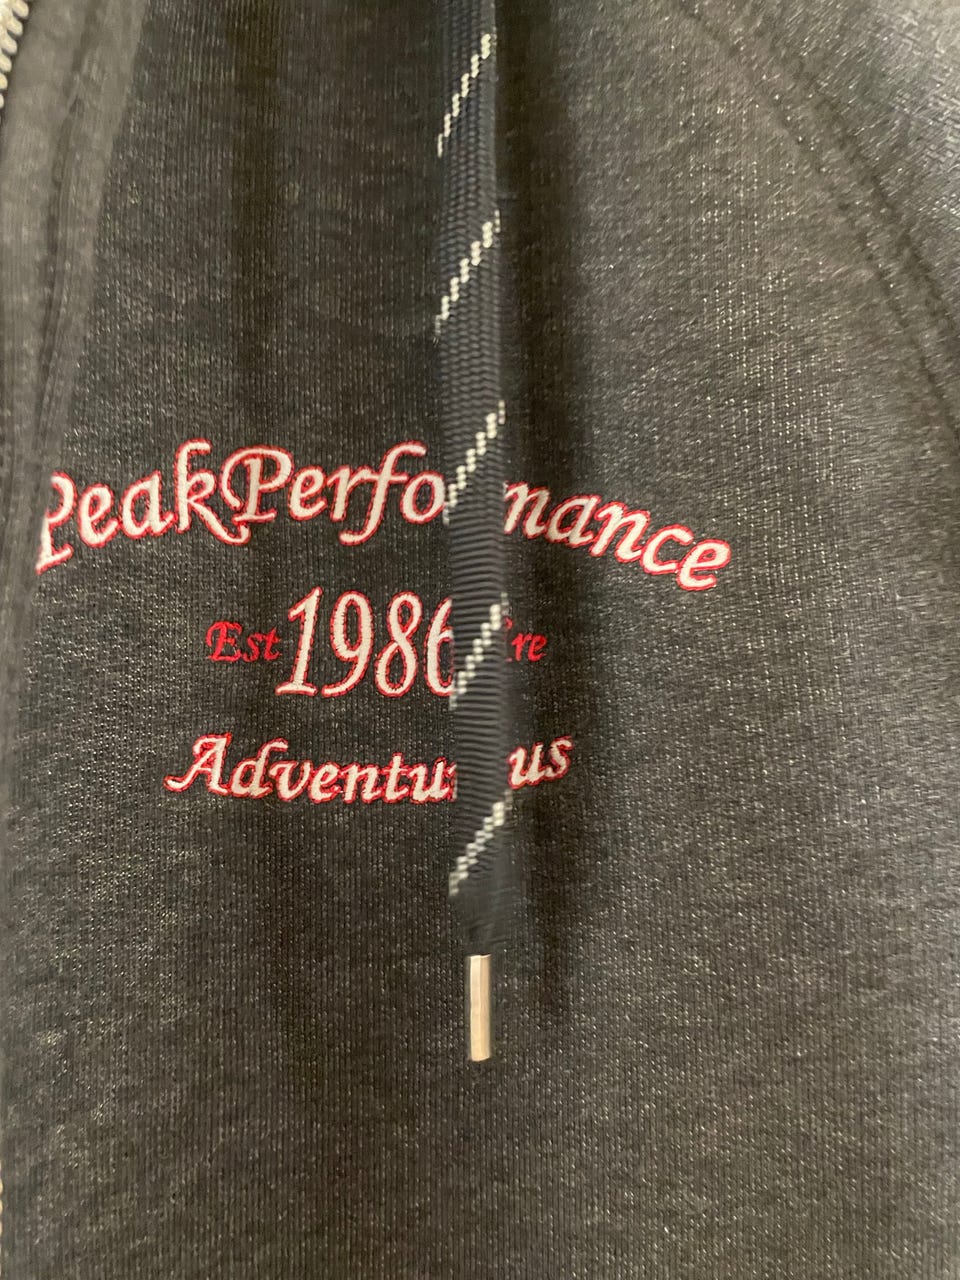 PeakPerformance
Est 1986
Adventurous